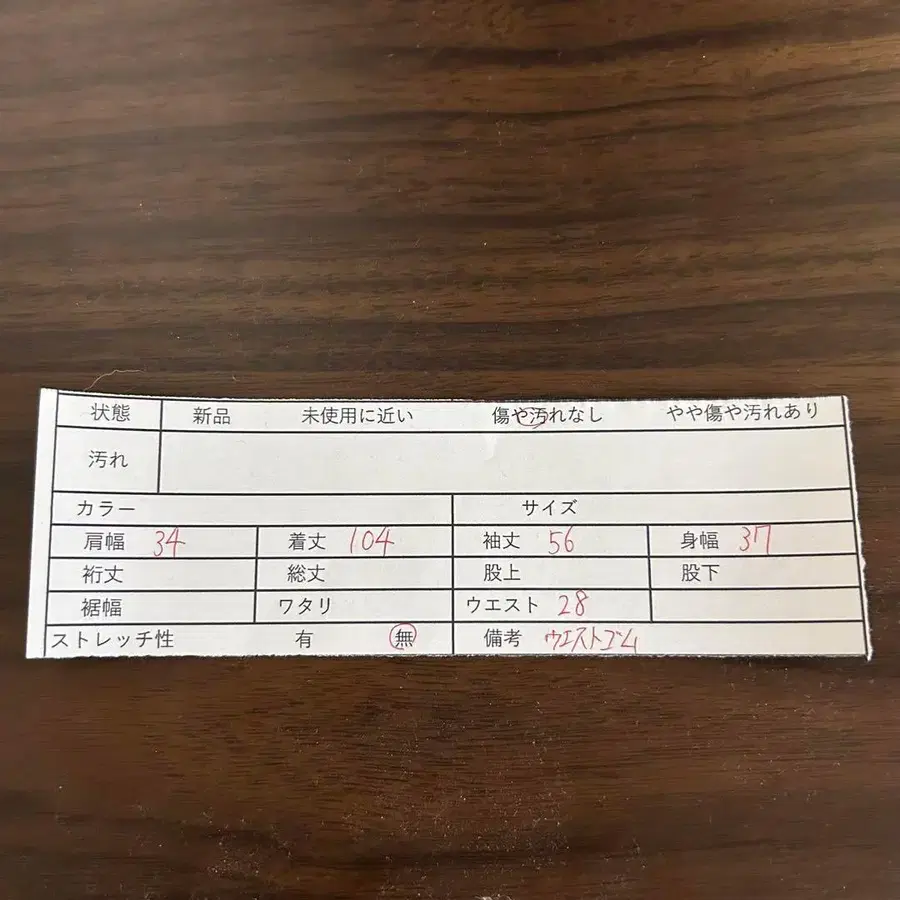 状態 新品 未使用に近い 傷や汚れなし やや傷や汚れあり
汚れ
カラー サイズ
肩幅 34 着丈 104 袖丈 56 身幅 37
裄丈 総丈 股上 股下
裾幅 ワタリ ウエスト 28
ストレッチ性 有 無 備考 ウエストゴム